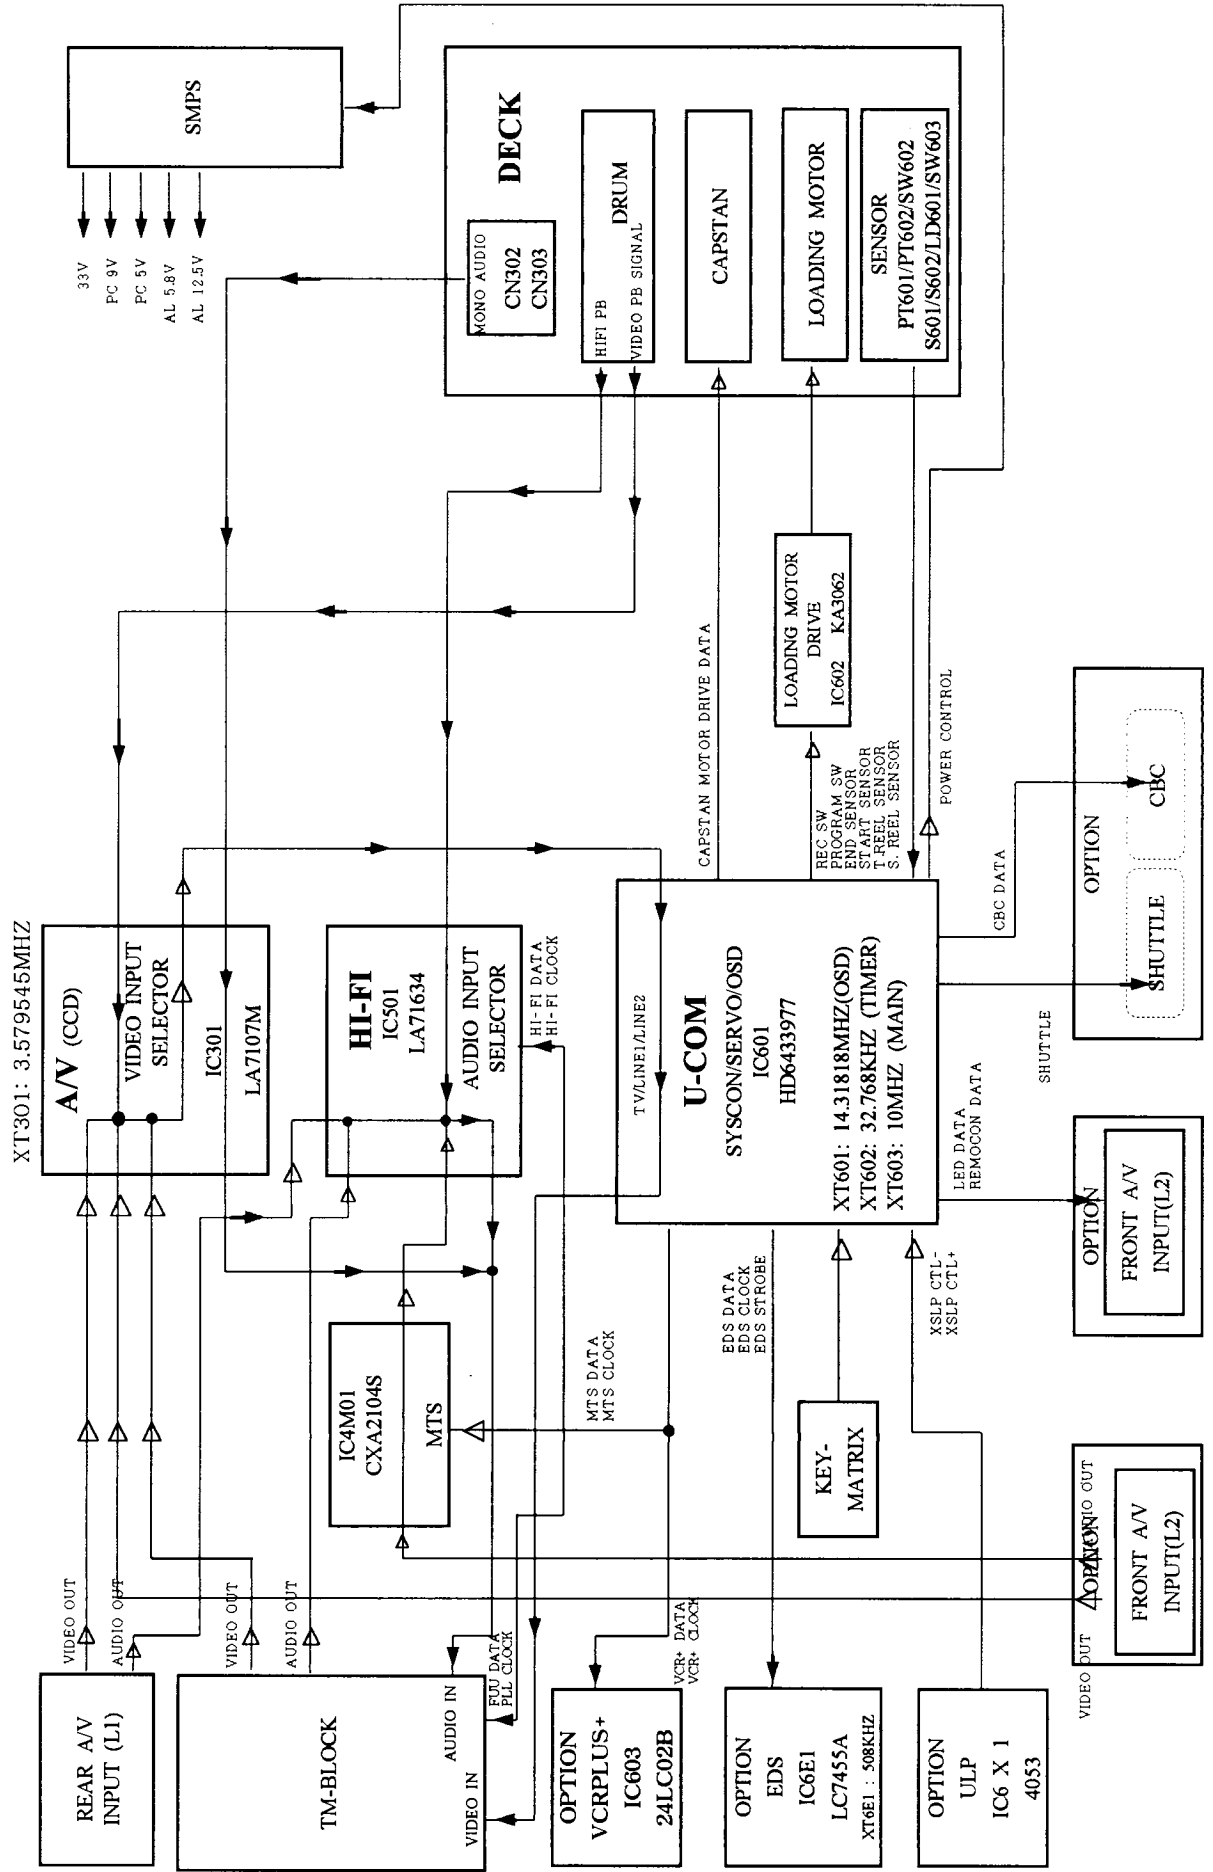 REAR A/V
INPUT (L1)
VIDEO OUT
AUDIO OUT
TM-BLOCK
VIDEO OUT
AUDIO OUT
AUDIO IN
VIDEO IN
FUU DATA
PLL CLOCK
OPTION
VCRPLUS+
IC603
24LC02B
VCR+ DATA
VCR+ CLOCK
OPTION
EDS
IC6E1
LC7455A
XT6E1 : 508KHZ
OPTION
ULP
IC6 X 1
4053
XT301: 3.579545MHZ
A/V (CCD)
VIDEO INPUT
SELECTOR
IC301
LA7107M
HI-FI
IC501
LA71634
AUDIO INPUT
SELECTOR
HI-FI DATA
HI-FI CLOCK
IC4M01
CXA2104S
MTS
MTS DATA
MTS CLOCK
TV/LINE1/LINE2
U-COM
SYSCON/SERVO/OSD
IC601
HD6433977
XT601: 14.31818MHZ(OSD)
XT602: 32.768KHZ (TIMER)
XT603: 10MHZ (MAIN)
EDS DATA
EDS CLOCK
EDS STROBE
KEY-
MATRIX
XSLP CTL-
XSLP CTL+
OPTION
FRONT A/V
INPUT(L2)
VIDEO OUT
AUDIO OUT
LED DATA
REMOCON DATA
OPTION
FRONT A/V
INPUT(L2)
SHUTTLE
CBC DATA
OPTION
SHUTTLE
CBC
SMPS
33V
PC 9V
PC 5V
AL 5.8V
AL 12.5V
DECK
MONO AUDIO
CN302
CN303
DRUM
HIFI PB
VIDEO PB SIGNAL
CAPSTAN
LOADING MOTOR
SENSOR
PT601/PT602/SW602
S601/S602/LD601/SW603
CAPSTAN MOTOR DRIVE DATA
LOADING MOTOR
DRIVE
IC602 KA3062
REC SW
PROGRAM SW
END SENSOR
START SENSOR
T.REEL SENSOR
S. REEL SENSOR
POWER CONTROL